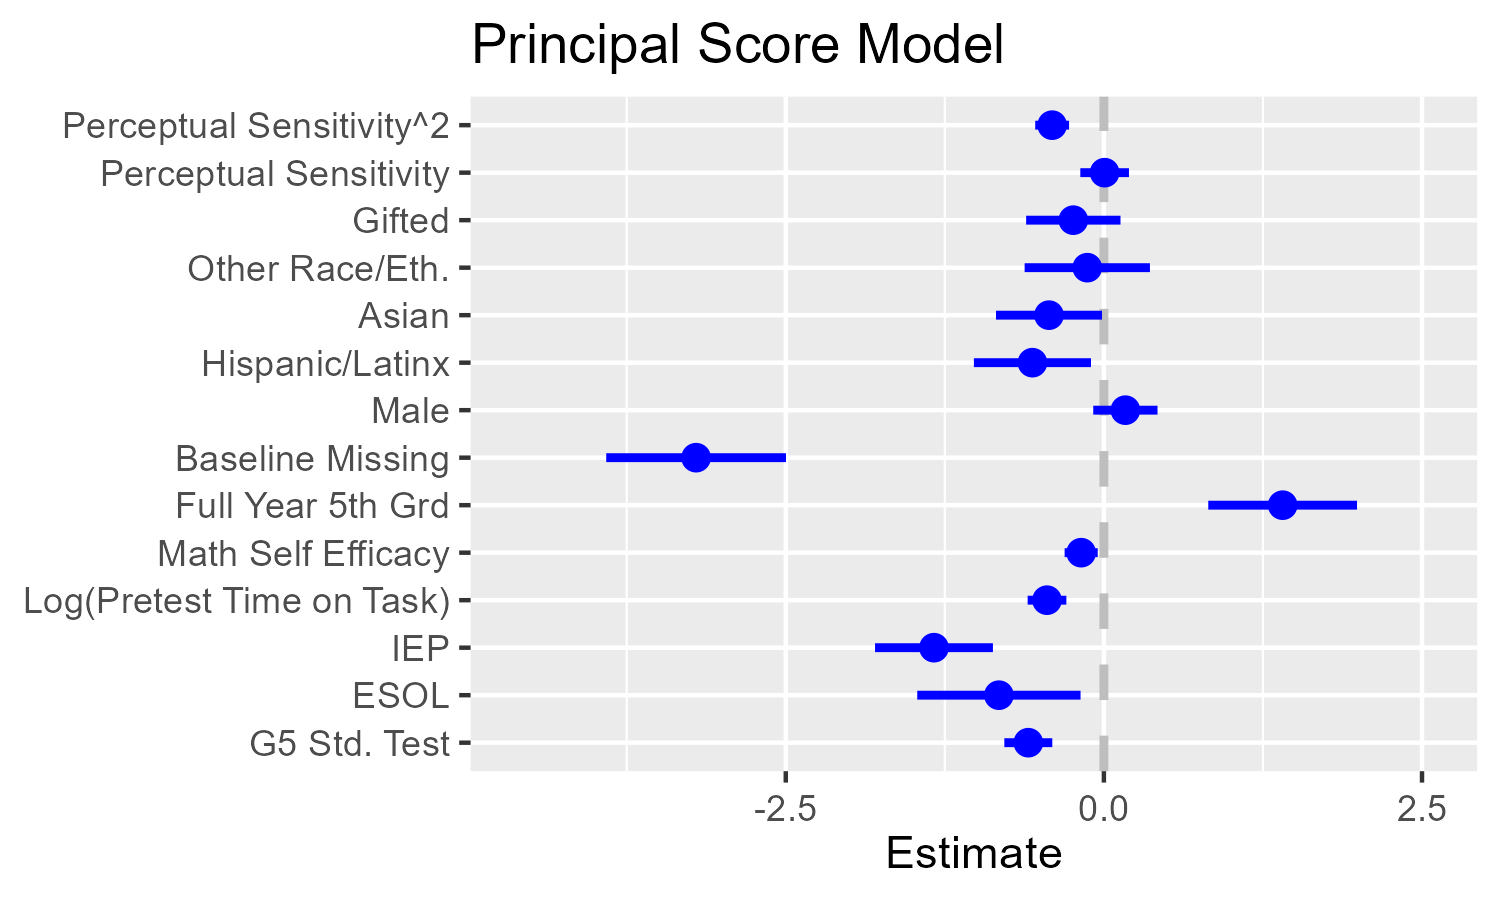 Principal Score Model
Perceptual Sensitivity^2
Perceptual Sensitivity
Gifted
Other Race/Eth.
Asian
Hispanic/Latinx
Male
Baseline Missing
Full Year 5th Grd
Math Self Efficacy
Log(Pretest Time on Task)
IEP
ESOL
G5 Std. Test
-2.5 0.0 2.5
Estimate